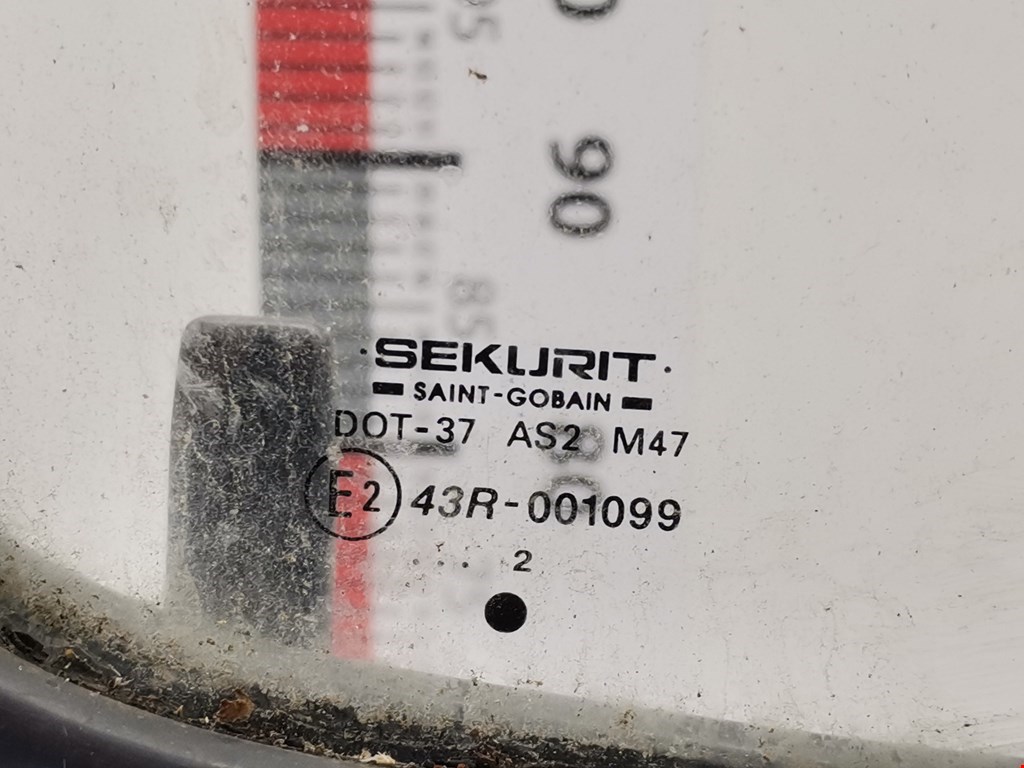 90
85
·SEKURIT·
SAINT-GOBAIN
DOT-37 AS2 M47
E2 43R-001099
... 2